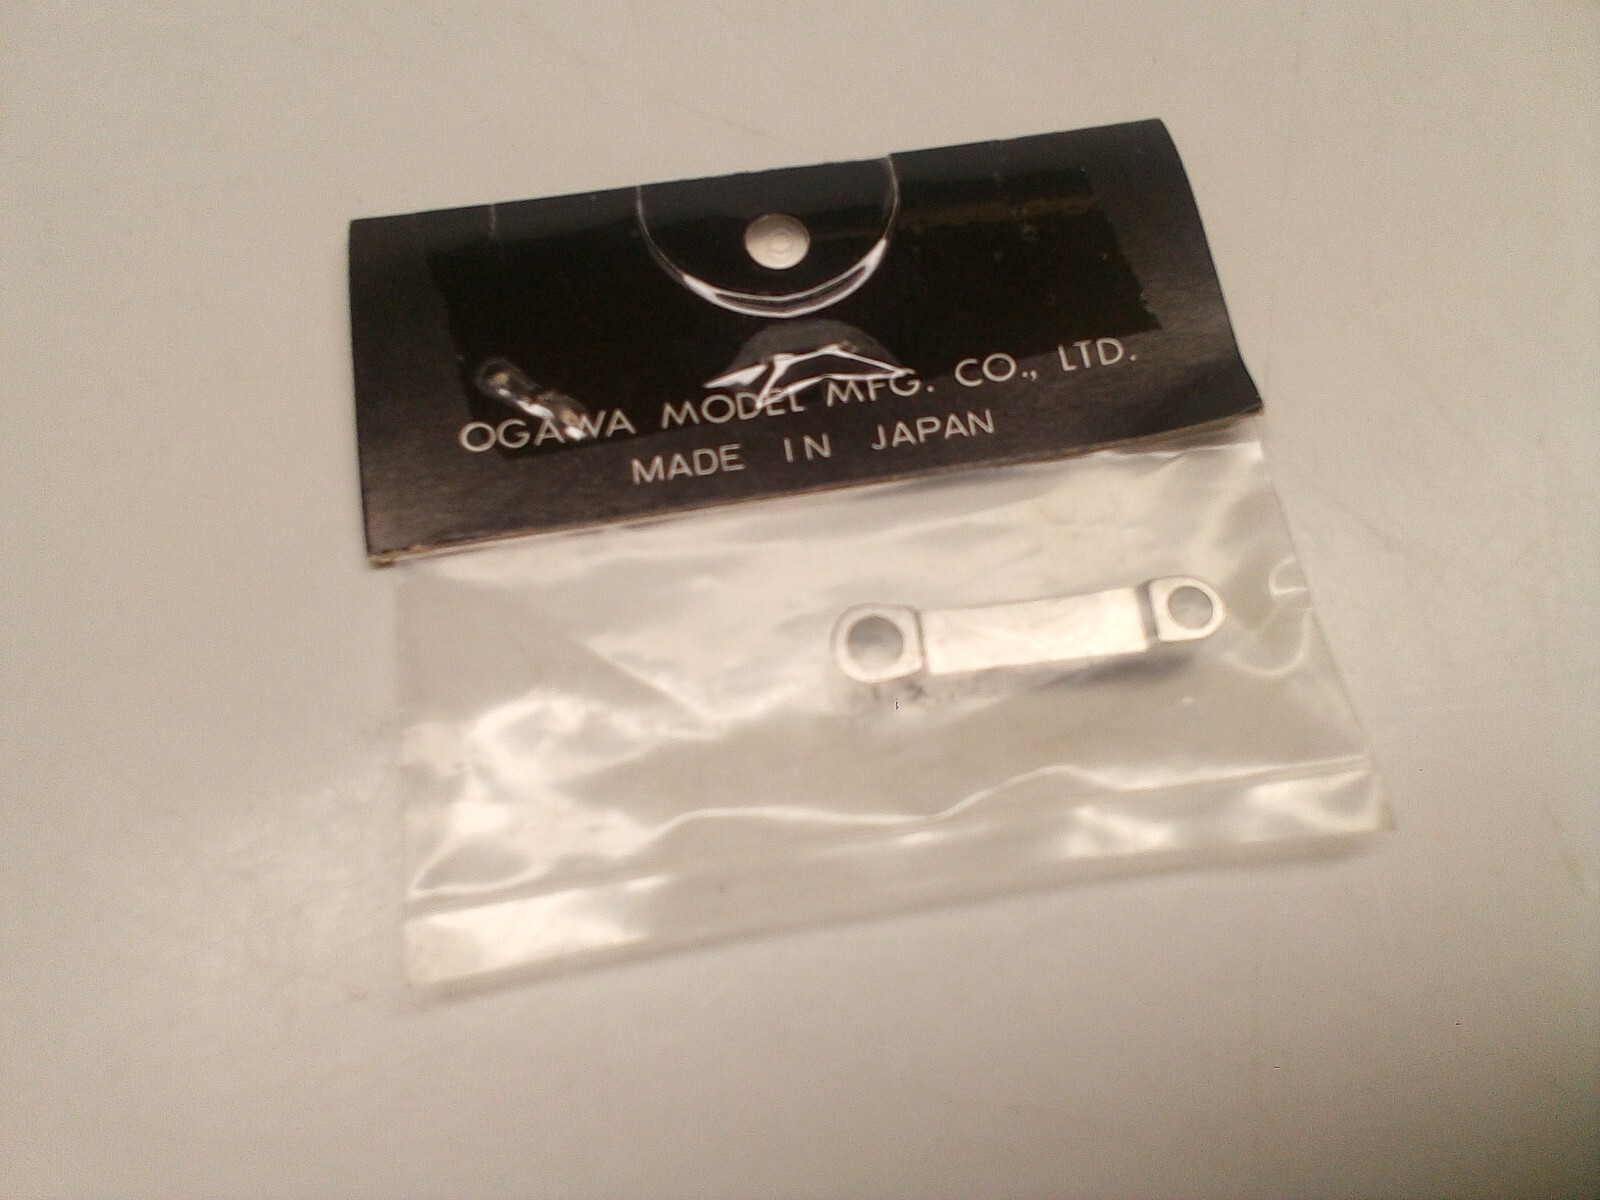 OGAWA MODEL MFG. CO., LTD.
MADE IN JAPAN